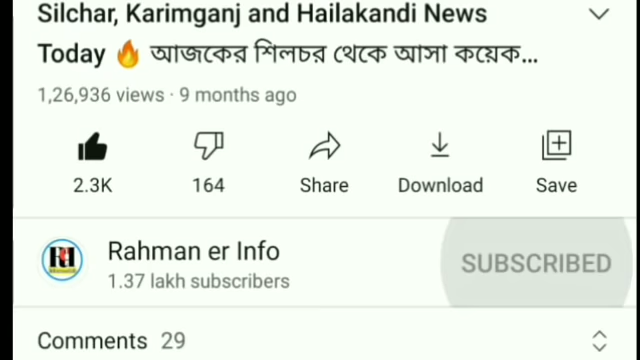 Silchar, Karimganj and Hailakandi News
Today 🔥 আজকের শিলচর থেকে আসা কয়েক...
1,26,936 views · 9 months ago
2.3K 164 Share Download Save
Rahman er Info
1.37 lakh subscribers
SUBSCRIBED
Comments 29